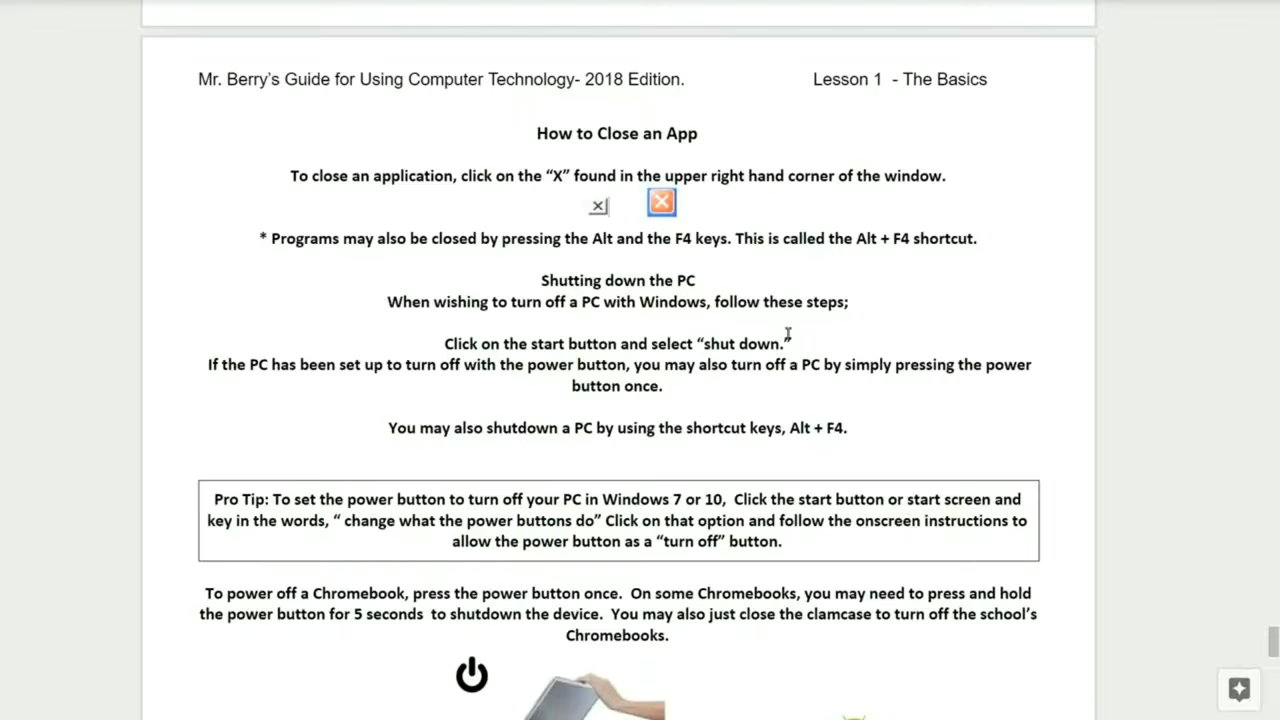 Mr. Berry's Guide for Using Computer Technology- 2018 Edition. Lesson 1 - The Basics
How to Close an App
To close an application, click on the “X” found in the upper right hand corner of the window.
* Programs may also be closed by pressing the Alt and the F4 keys. This is called the Alt + F4 shortcut.
Shutting down the PC
When wishing to turn off a PC with Windows, follow these steps;
Click on the start button and select “shut down.”
If the PC has been set up to turn off with the power button, you may also turn off a PC by simply pressing the power
button once.
You may also shutdown a PC by using the shortcut keys, Alt + F4.
Pro Tip: To set the power button to turn off your PC in Windows 7 or 10, Click the start button or start screen and
key in the words, “ change what the power buttons do” Click on that option and follow the onscreen instructions to
allow the power button as a “turn off” button.
To power off a Chromebook, press the power button once. On some Chromebooks, you may need to press and hold
the power button for 5 seconds to shutdown the device. You may also just close the clamcase to turn off the school's
Chromebooks.